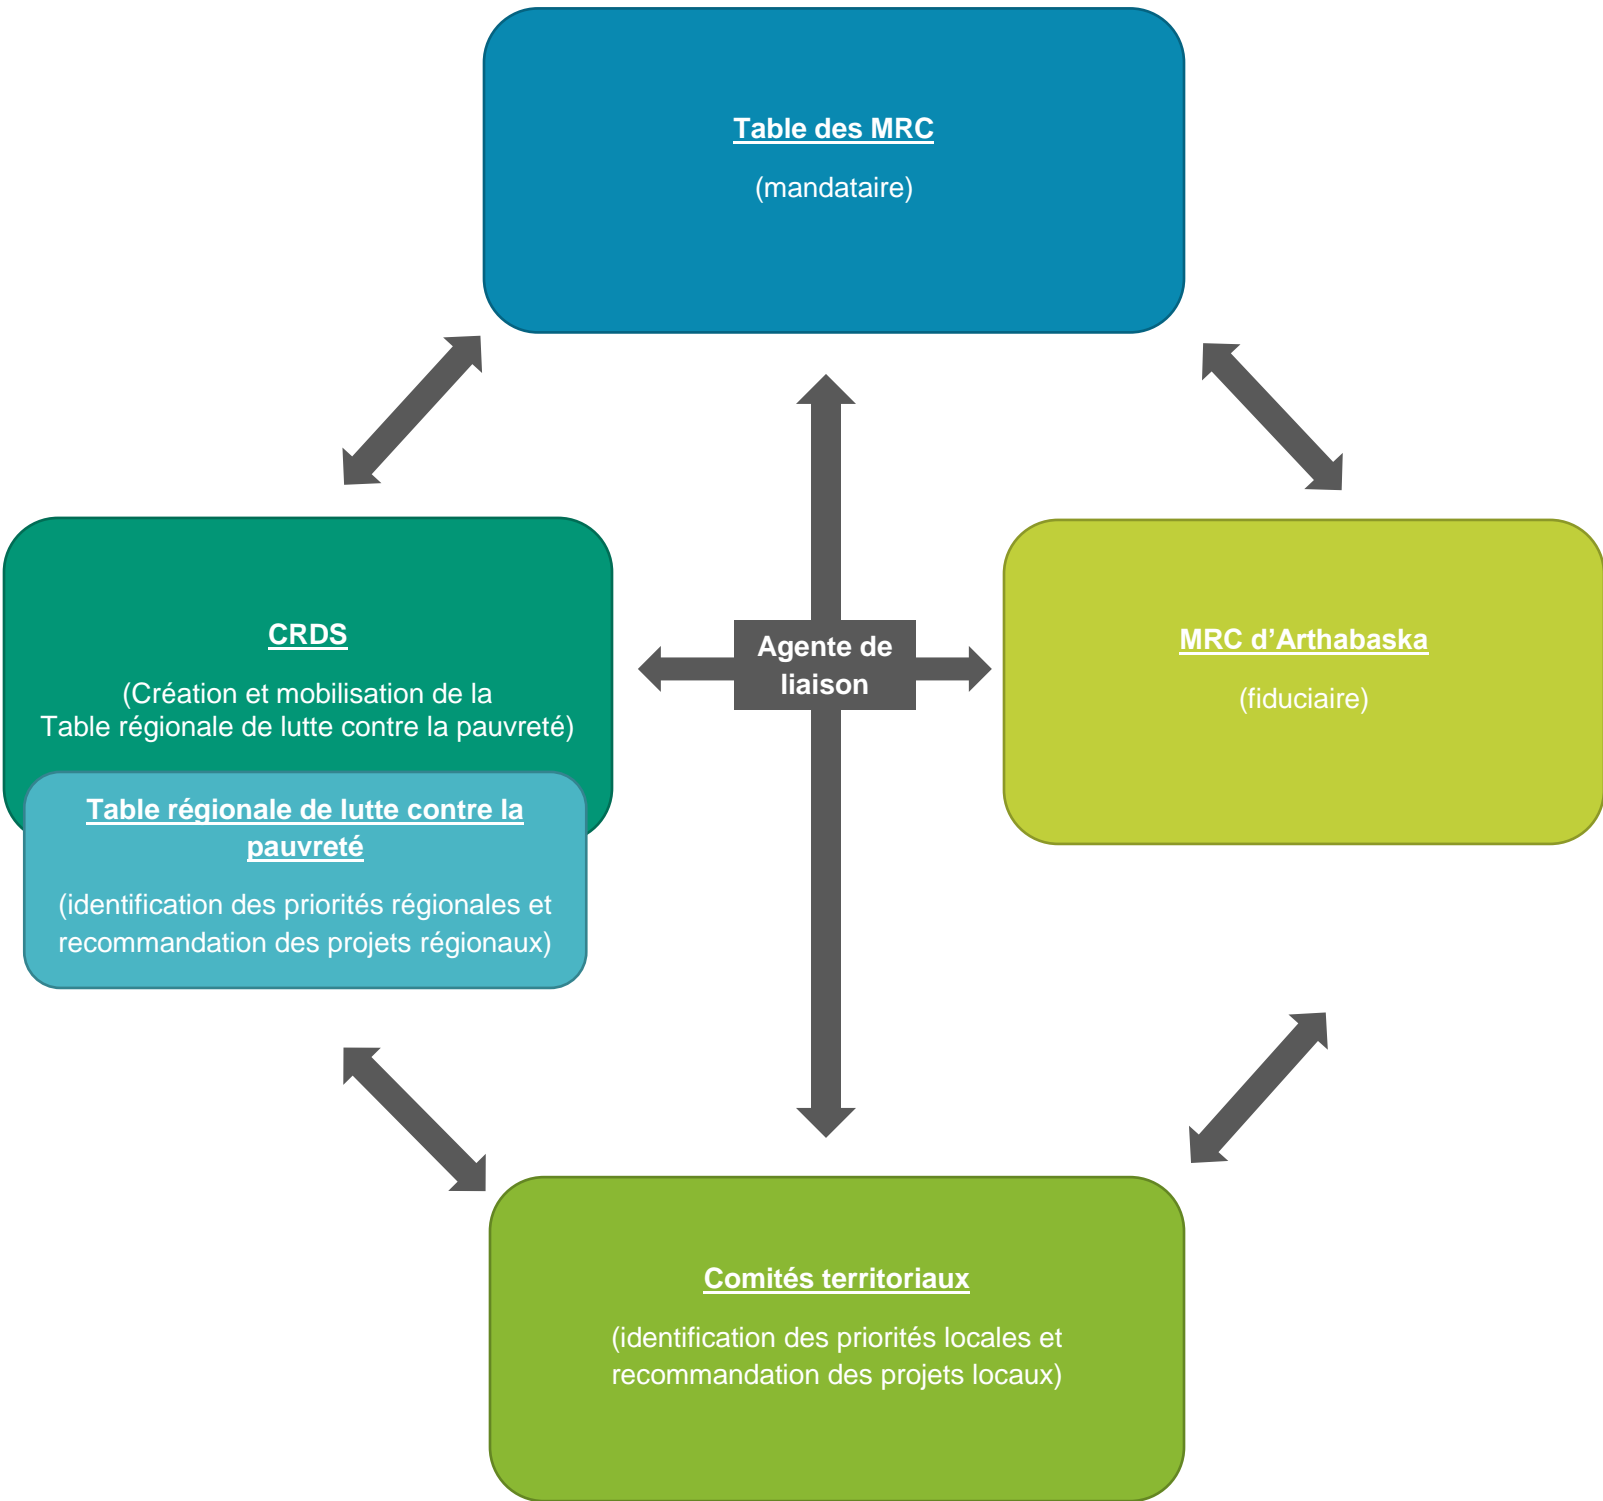 Table des MRC
(mandataire)
CRDS
(Création et mobilisation de la
Table régionale de lutte contre la pauvreté)
Table régionale de lutte contre la
pauvreté
(identification des priorités régionales et
recommandation des projets régionaux)
Agente de
liaison
MRC d’Arthabaska
(fiduciaire)
Comités territoriaux
(identification des priorités locales et
recommandation des projets locaux)